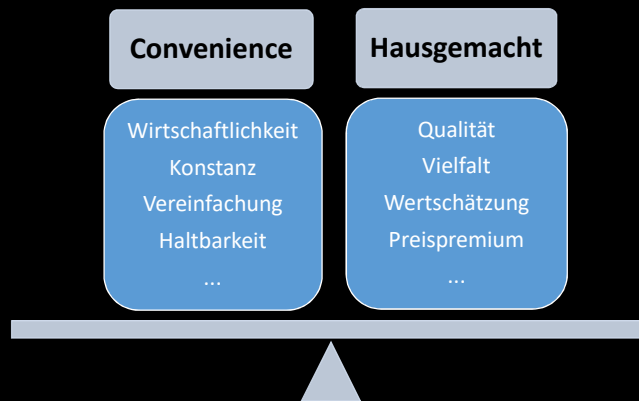 Convenience
Wirtschaftlichkeit
Konstanz
Vereinfachung
Haltbarkeit
...
Hausgemacht
Qualität
Vielfalt
Wertschätzung
Preispremium
...